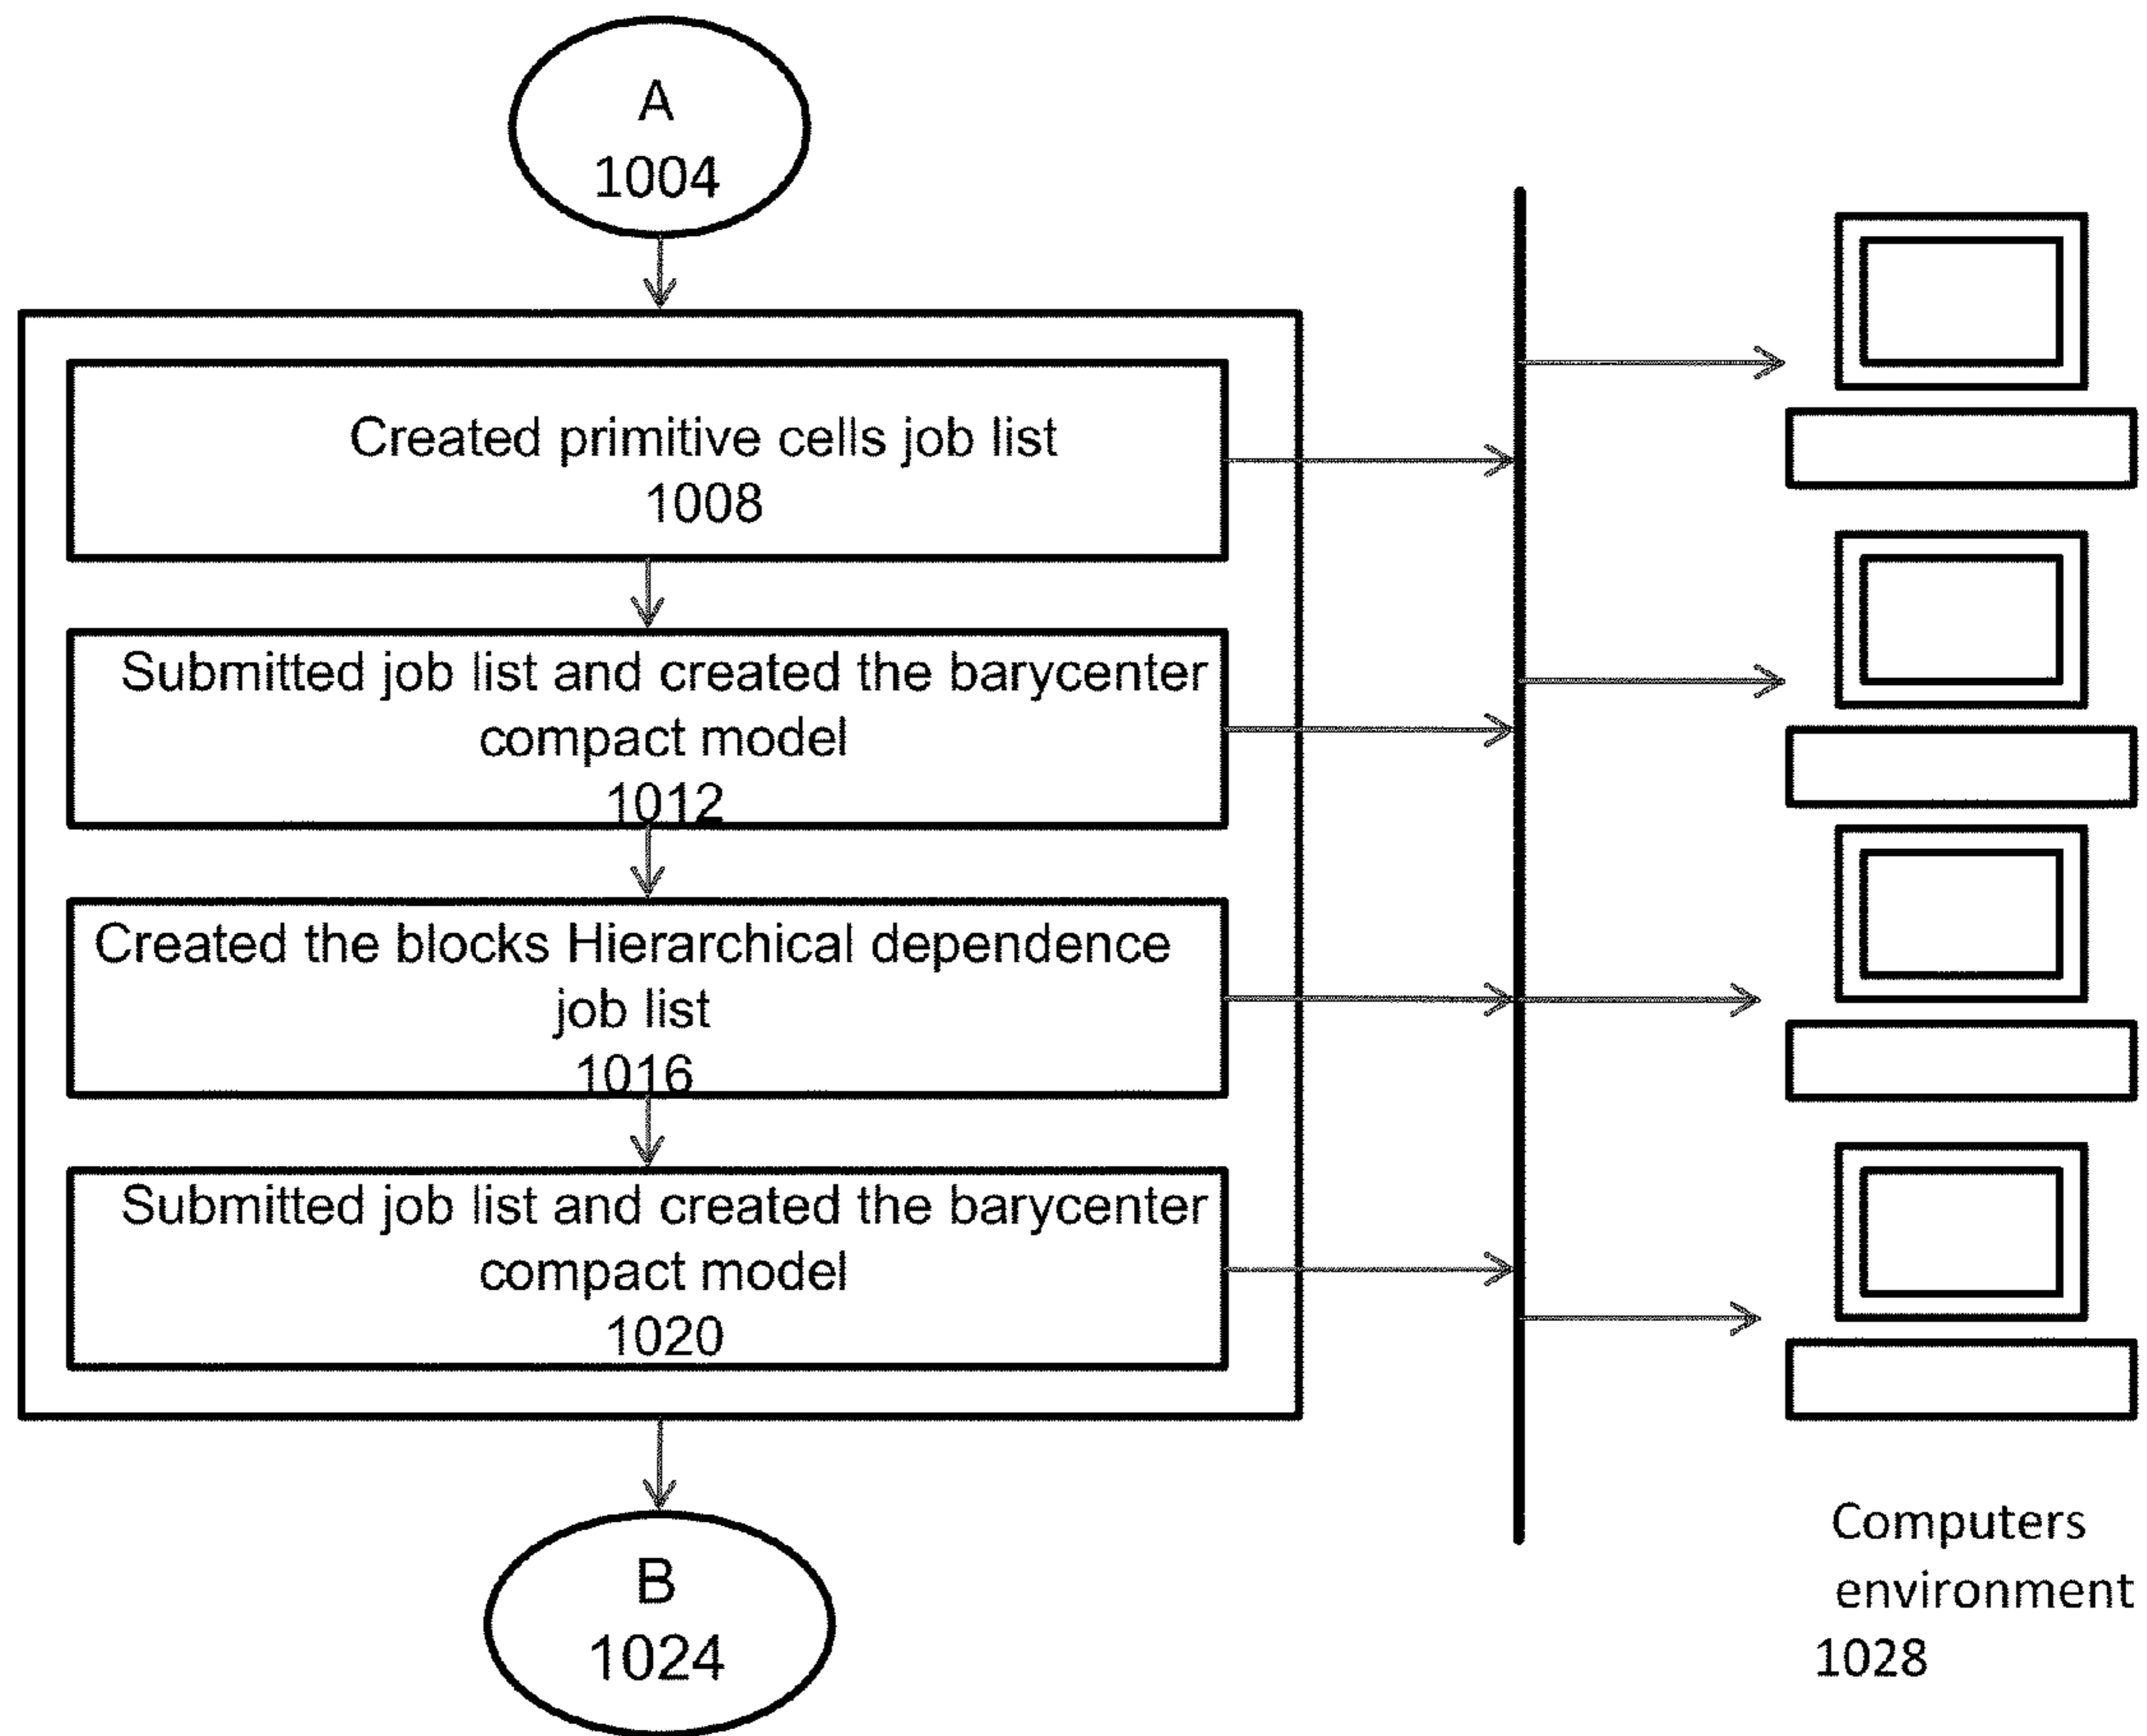 A
1004
Created primitive cells job list
1008
Submitted job list and created the barycenter
compact model
1012
Created the blocks Hierarchical dependence
job list
1016
Submitted job list and created the barycenter
compact model
1020
B
1024
Computers
environment
1028